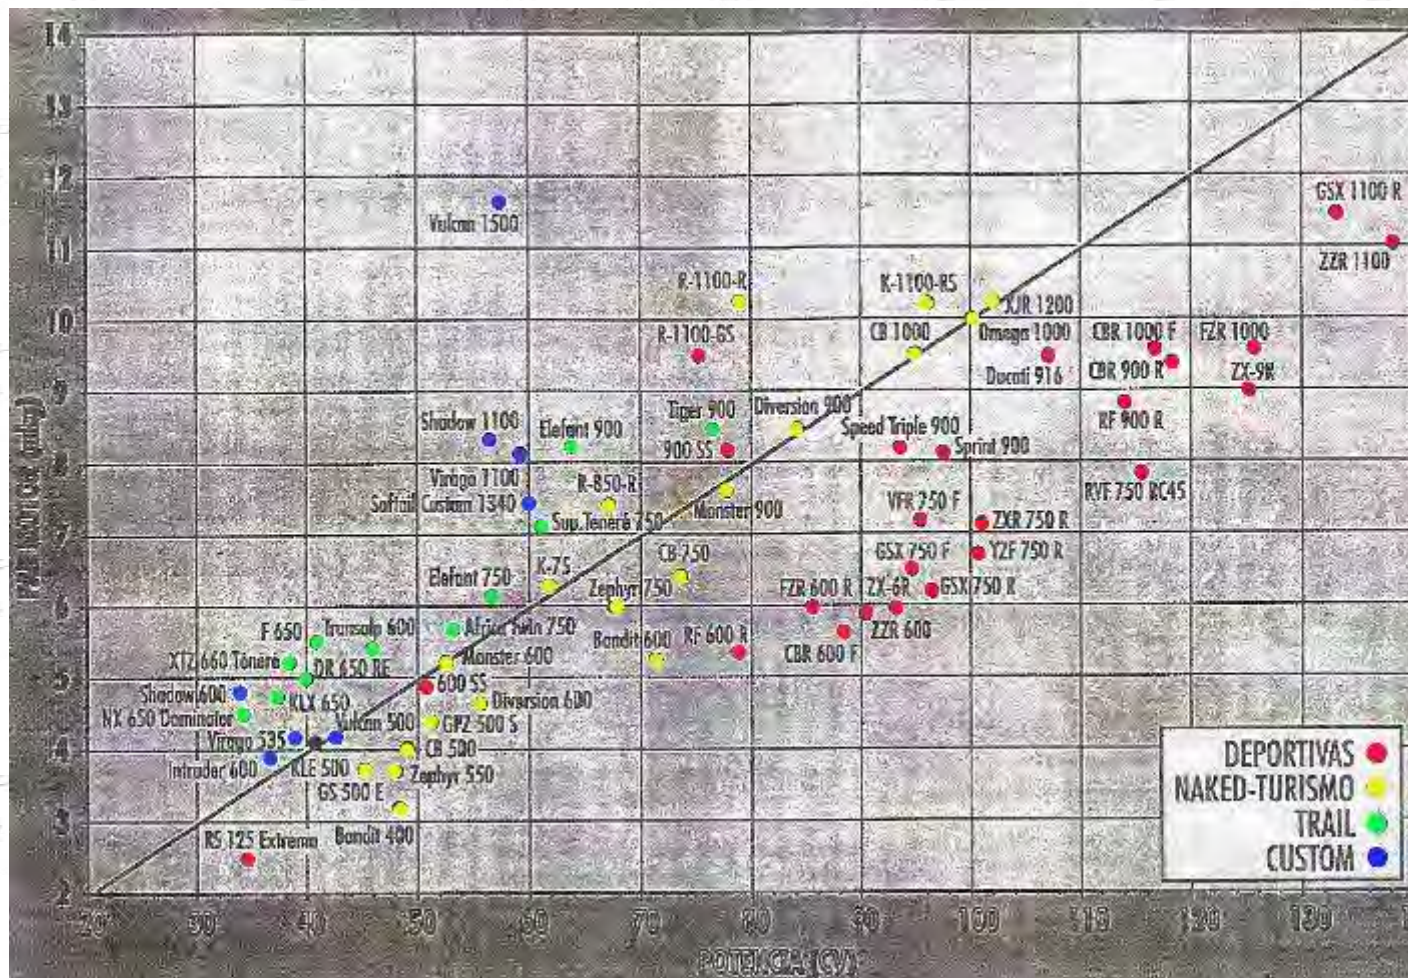 14
13
12
GSX 1100 R
Vulcan 1500
11
ZZR 1100
R-1100-R
K-1100-RS
XJR 1200
10
R-1100-GS
CB 1000
Omega 1000
CBR 1000 F
FZR 1000
Ducati 916
CBR 900 R
ZX-9R
9
Shadow 1100
Elefant 900
Tiger 900
Diversion 900
Speed Triple 900
RF 900 R
900 SS
Sprint 900
8
Virago 1100
R-850-R
RVF 750 RC45
Softail Custom 1340
Monster 900
VFR 750 F
Sup.Teneré 750
ZXR 750 R
7
K-75
CB 750
GSX 750 F
YZF 750 R
Elefant 750
Zephyr 750
FZR 600 R
ZX-6R
GSX 750 R
6
F 650
Transalp 600
Africa Twin 750
Bandit 600
RF 600 R
CBR 600 F
ZZR 600
XTZ 660 Teneré
DR 650 RE
Monster 600
5
Shadow 600
KLX 650
600 SS
Diversion 600
NX 650 Dominator
Vulcan 500
GPZ 500 S
4
Virago 535
CB 500
DEPORTIVAS
Intruder 600
KLE 500
Zephyr 550
NAKED-TURISMO
GS 500 E
3
TRAIL
RS 125 Extrema
Bandit 400
CUSTOM
2
20 30 40 50 60 70 80 90 100 110 120 130
POTENCIA (CV)